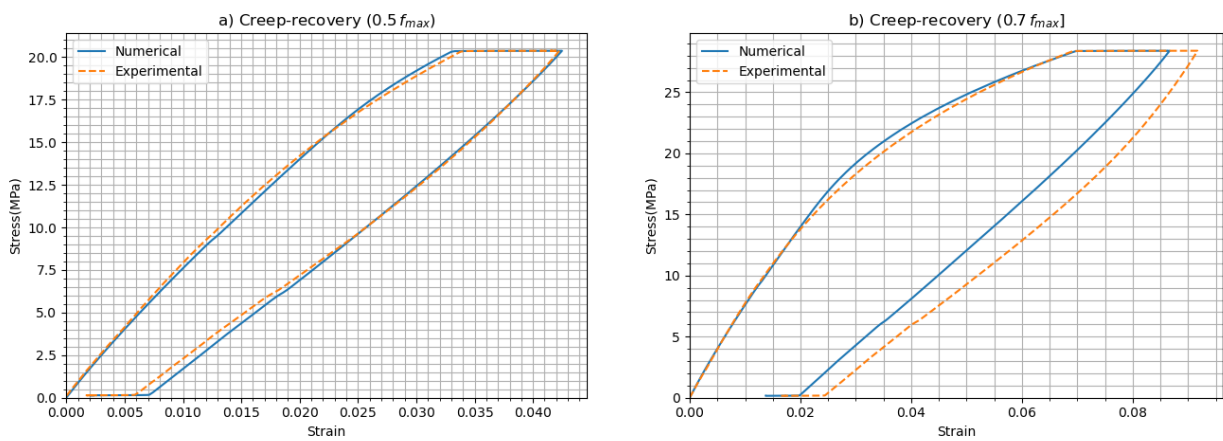 a) Creep-recovery (0.5 fmax)
Numerical
Experimental
20.0
17.5
15.0
12.5
10.0
7.5
5.0
2.5
0.0
Stress(MPa)
0.000 0.005 0.010 0.015 0.020 0.025 0.030 0.035 0.040
Strain
b) Creep-recovery (0.7 fmax]
Numerical
Experimental
25
20
15
10
5
0
Stress(MPa)
0.00 0.02 0.04 0.06 0.08
Strain